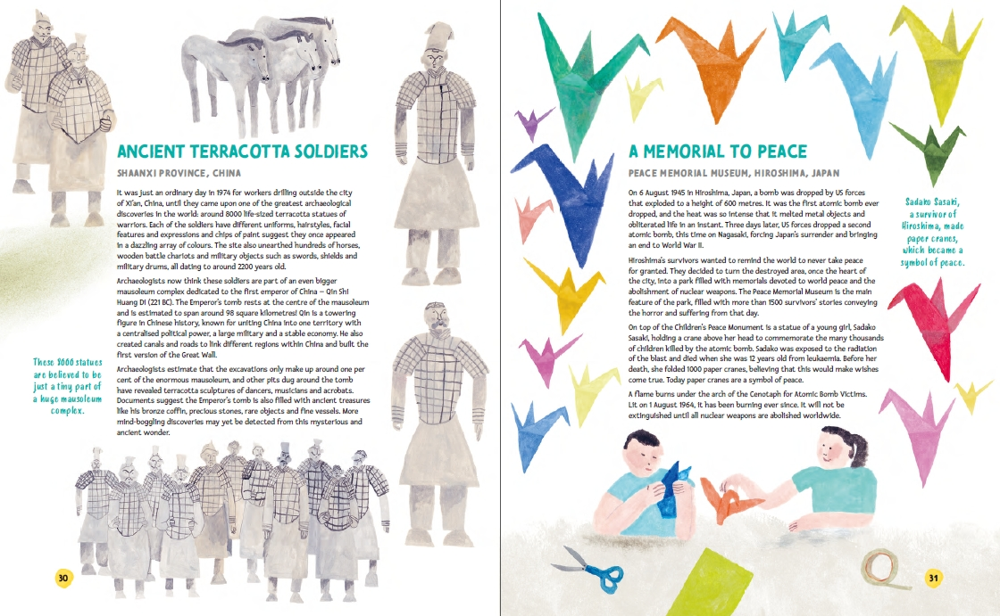 ANCIENT TERRACOTTA SOLDIERS
SHAANXI PROVINCE, CHINA
It was just an ordinary day in 1974 for workers drilling outside the city
of Xi'an, China, until they came upon one of the greatest archaeological
discoveries in the world: around 8000 life-sized terracotta statues of
warriors. Each of the soldiers have different uniforms, hairstyles, facial
features and expressions and chips of paint suggest they once appeared
in a dazzling array of colours. The site also unearthed hundreds of horses,
wooden battle chariots and military objects such as swords, shields and
military drums, all dating to around 2200 years old.
Archaeologists now think these soldiers are part of an even bigger
mausoleum complex dedicated to the first emperor of China – Qin Shi
Huang Di (221 BC). The Emperor's tomb rests at the centre of the mausoleum
and is estimated to span around 98 square kilometres! Qin is a towering
figure in Chinese history, known for uniting China into one territory with
a centralised political power, a large military and a stable economy. He also
created canals and roads to link different regions within China and built the
first version of the Great Wall.
Archaeologists estimate that the excavations only make up around one per
cent of the enormous mausoleum, and other pits dug around the tomb
have revealed terracotta sculptures of dancers, musicians and acrobats.
Documents suggest the Emperor's tomb is also filled with ancient treasures
like his bronze coffin, precious stones, rare objects and fine vessels. More
mind-boggling discoveries may yet be detected from this mysterious and
ancient wonder.
These 8000 statues
are believed to be
just a tiny part of
a huge mausoleum
complex.
30
A MEMORIAL TO PEACE
PEACE MEMORIAL MUSEUM, HIROSHIMA, JAPAN
On 6 August 1945 in Hiroshima, Japan, a bomb was dropped by US forces
that exploded to a height of 600 metres. It was the first atomic bomb ever
dropped, and the heat was so intense that it melted metal objects and
obliterated life in an instant. Three days later, US forces dropped a second
atomic bomb, this time on Nagasaki, forcing Japan's surrender and bringing
an end to World War II.
Hiroshima's survivors wanted to remind the world to never take peace
for granted. They decided to turn the destroyed area, once the heart of
the city, into a park filled with memorials devoted to world peace and the
abolishment of nuclear weapons. The Peace Memorial Museum is the main
feature of the park, filled with more than 1500 survivors' stories conveying
the horror and suffering from that day.
On top of the Children's Peace Monument is a statue of a young girl, Sadako
Sasaki, holding a crane above her head to commemorate the many thousands
of children killed by the atomic bomb. Sadako was exposed to the radiation
of the blast and died when she was 12 years old from leukaemia. Before her
death, she folded 1000 paper cranes, believing that this would make wishes
come true. Today paper cranes are a symbol of peace.
A flame burns under the arch of the Cenotaph for Atomic Bomb Victims.
Lit on 1 August 1964, it has been burning ever since. It will not be
extinguished until all nuclear weapons are abolished worldwide.
Sadako Sasaki,
a survivor of
Hiroshima, made
paper cranes,
which became a
symbol of peace.
31